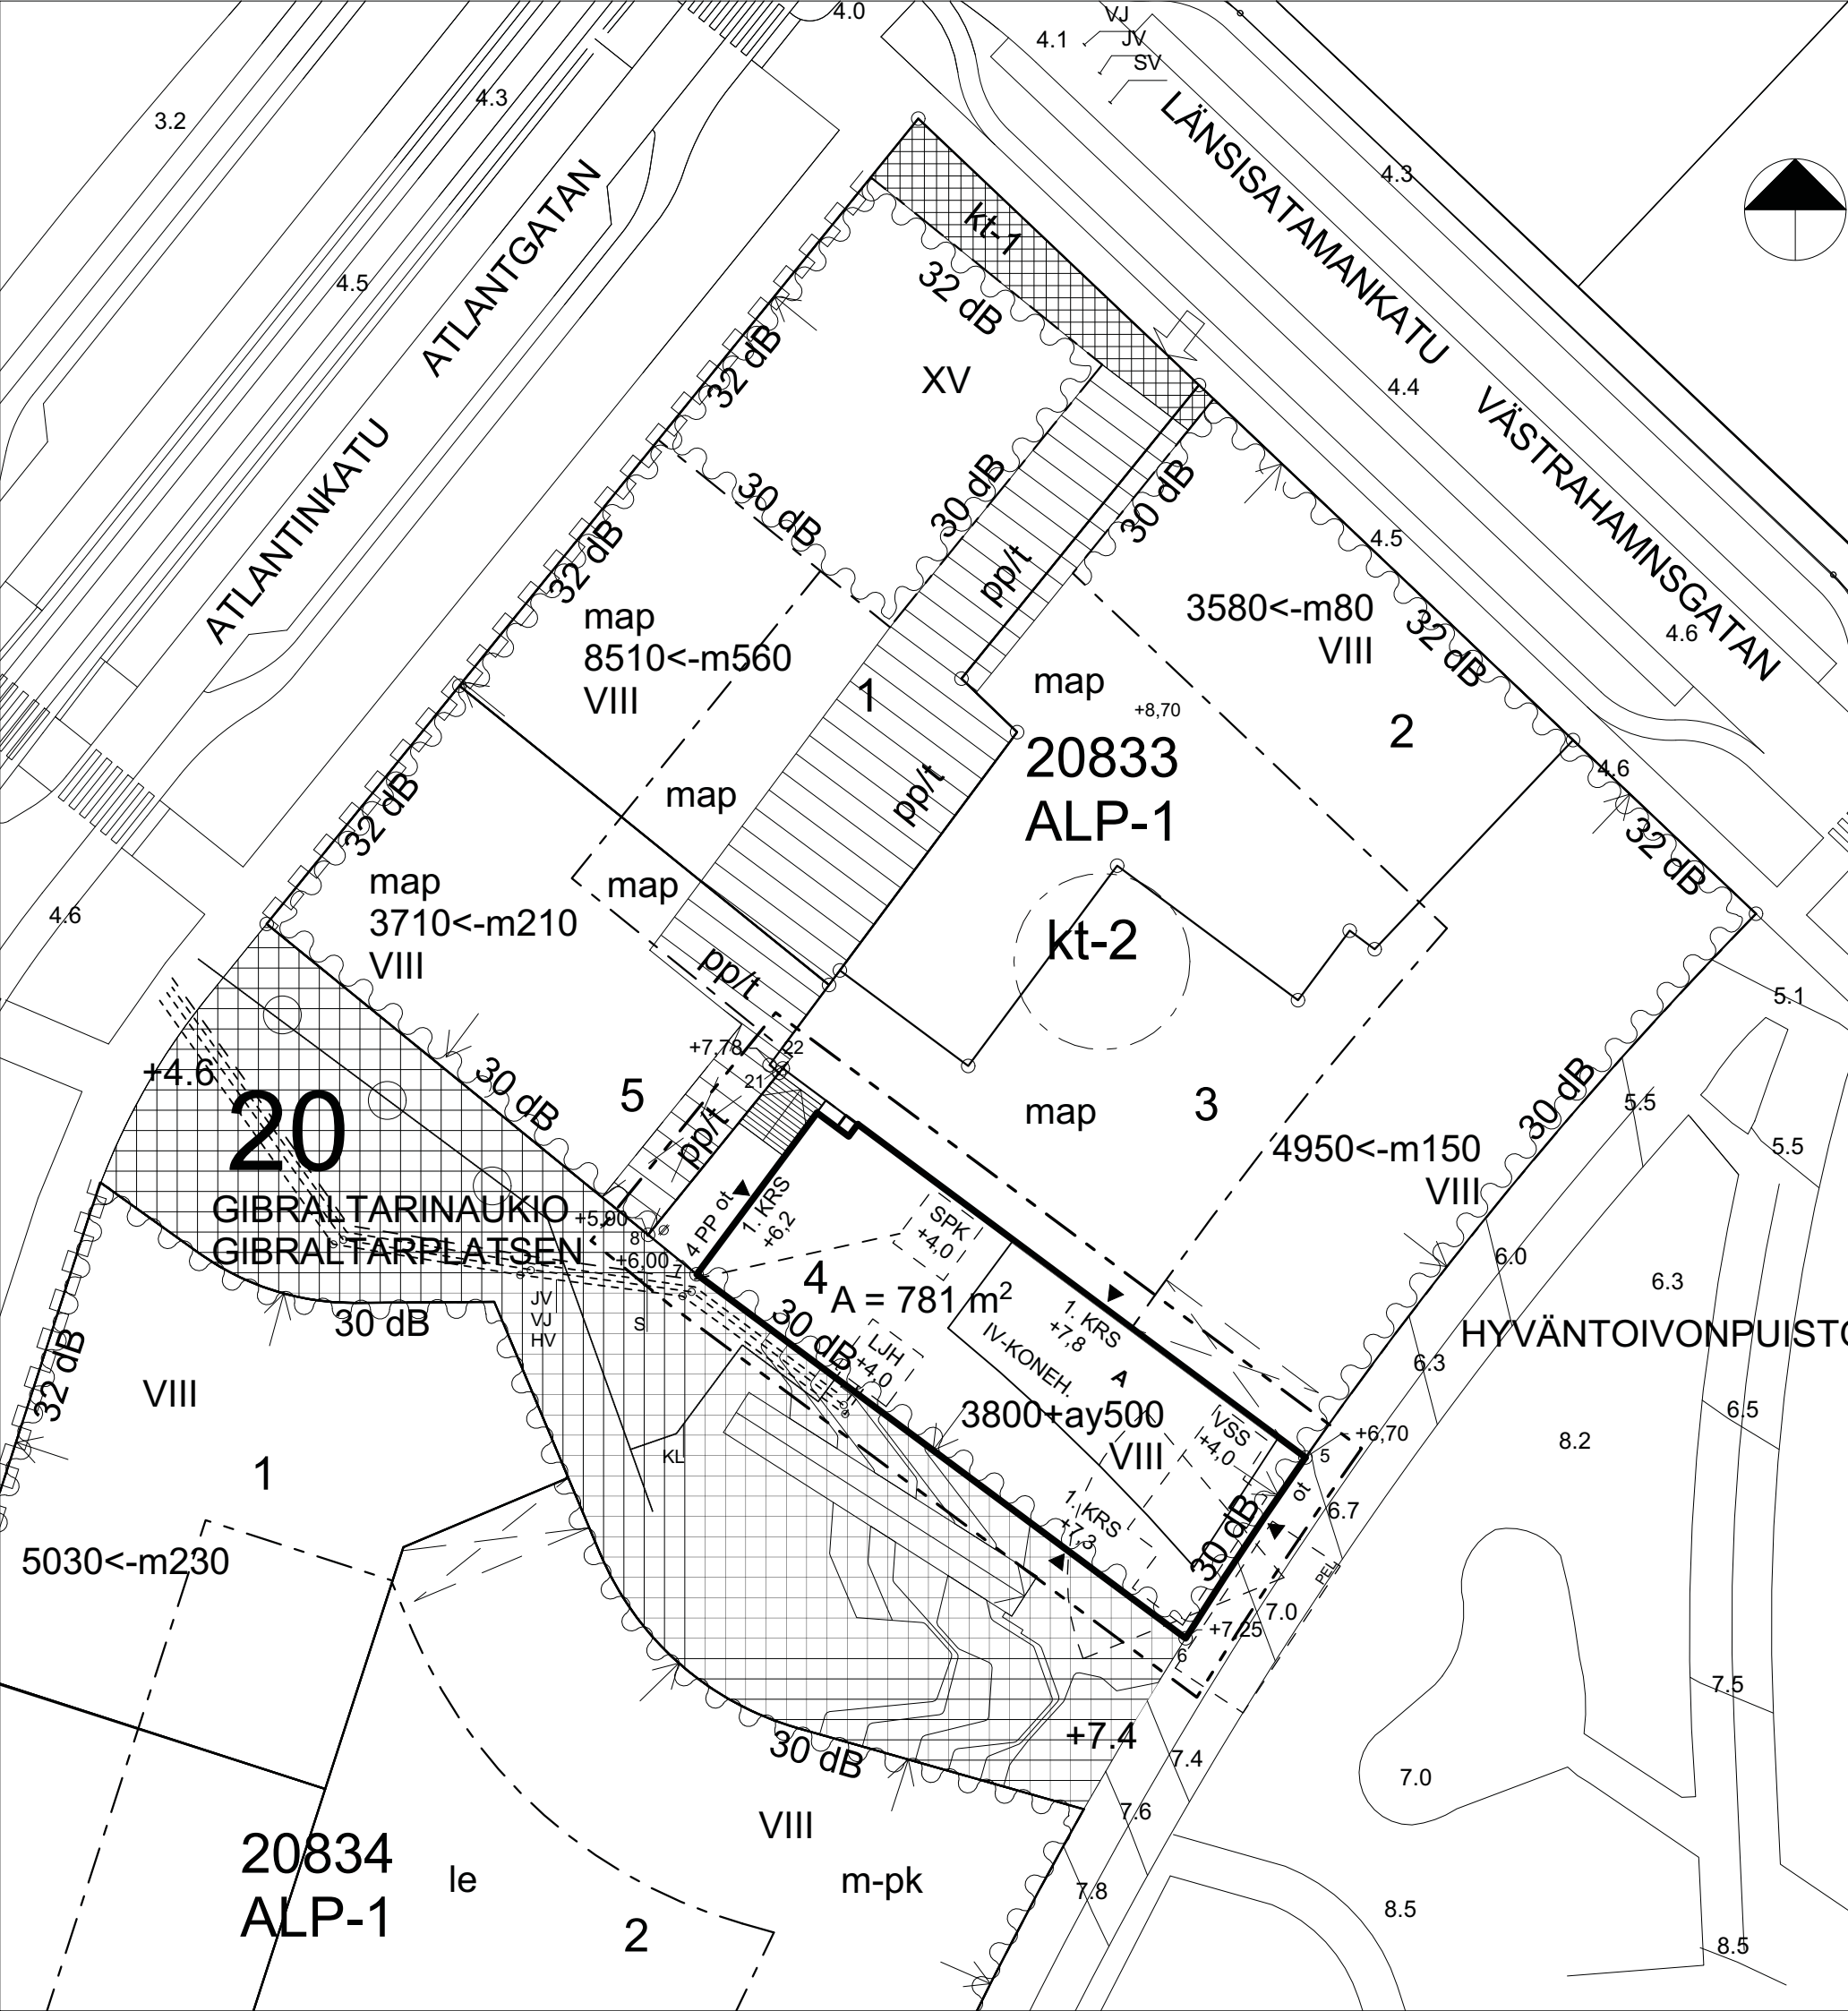 4.0
VJ
JV
SV
4.1
3.2
4.3
4.3
4.5
ATLANTINKATU
ATLANTGATAN
LÄNSISATAMANKATU
VÄSTRAHAMNSGATAN
kt-1
32 dB
XV
4.4
32 dB
30 dB
30 dB
30 dB
4.5
32 dB
pp/t
map
8510<-m560
VIII
3580<-m80
VIII
32 dB
4.6
1
map
+8,70
2
20833
ALP-1
map
pp/t
4.6
32 dB
32 dB
map
3710<-m210
VIII
map
4.6
kt-2
pp/t
5.1
+4.6
20
30 dB
+7,78
22
21
5
pp/t
map
3
30 dB
5.5
5.5
4950<-m150
VIII
GIBRALTARINAUKIO
GIBRALTARPLATSEN
+5,90
8
+6,00
7
4 PP ot
1. KRS
+6,2
SPK
+4,0
4
A = 781 m²
6.0
6.3
HYVÄNTOIVONPUISTO
JV
VJ
HV
S
30 dB
30 dB
LJH
+4,0
1. KRS
+7,8
IV-KONEH.
A
6.3
32 dB
VIII
3800+ay500
VIII
VSS
+4,0
+6,70
5
6.5
8.2
KL
1
ot
6.7
1. KRS
+7,3
30 dB
PEL
5030<-m230
7.0
+7,25
6
7.5
+7.4
7.4
30 dB
7.0
7.6
VIII
20834
ALP-1
le
m-pk
7.8
8.5
2
8.5